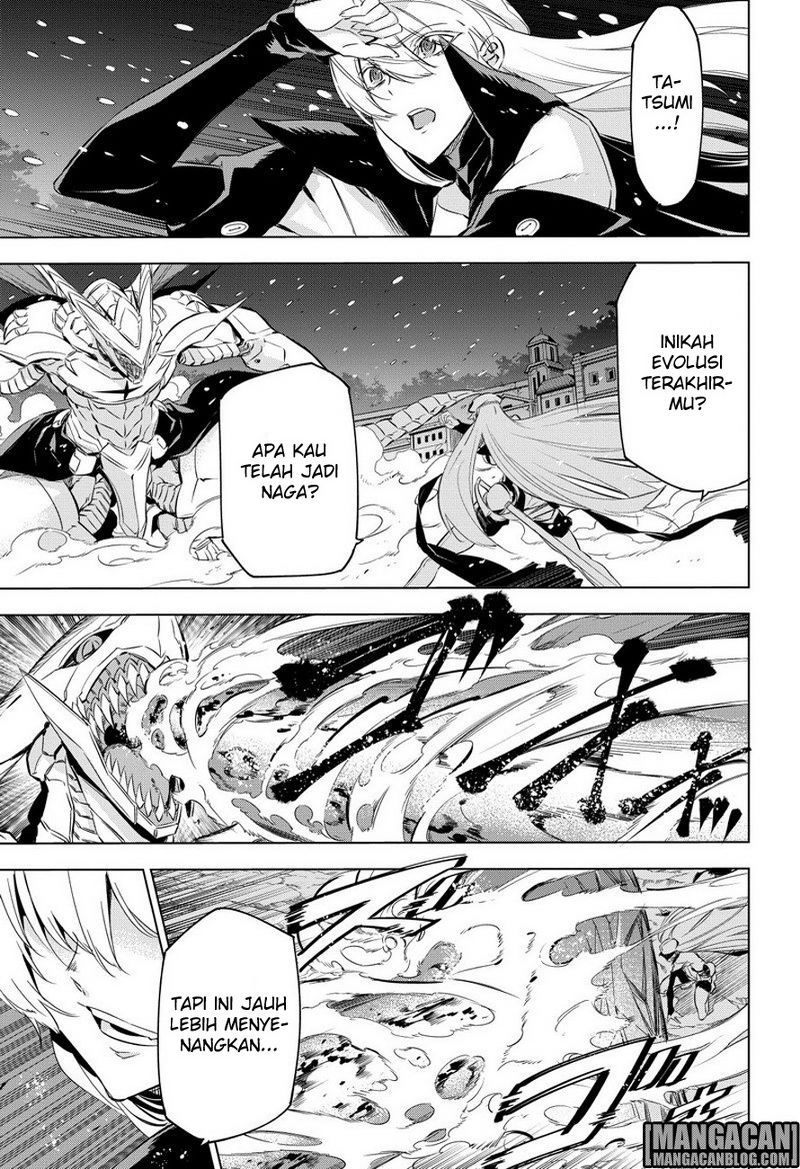 TA-
TSUMI
...!
INIKAH
EVOLUSI
TERAKHIR-
MU?
APA KAU
TELAH JADI
NAGA?
TAPI INI JAUH
LEBIH MENYE-
NANGKAN...
[MANGACAN]
MANGACANBLOG.COM